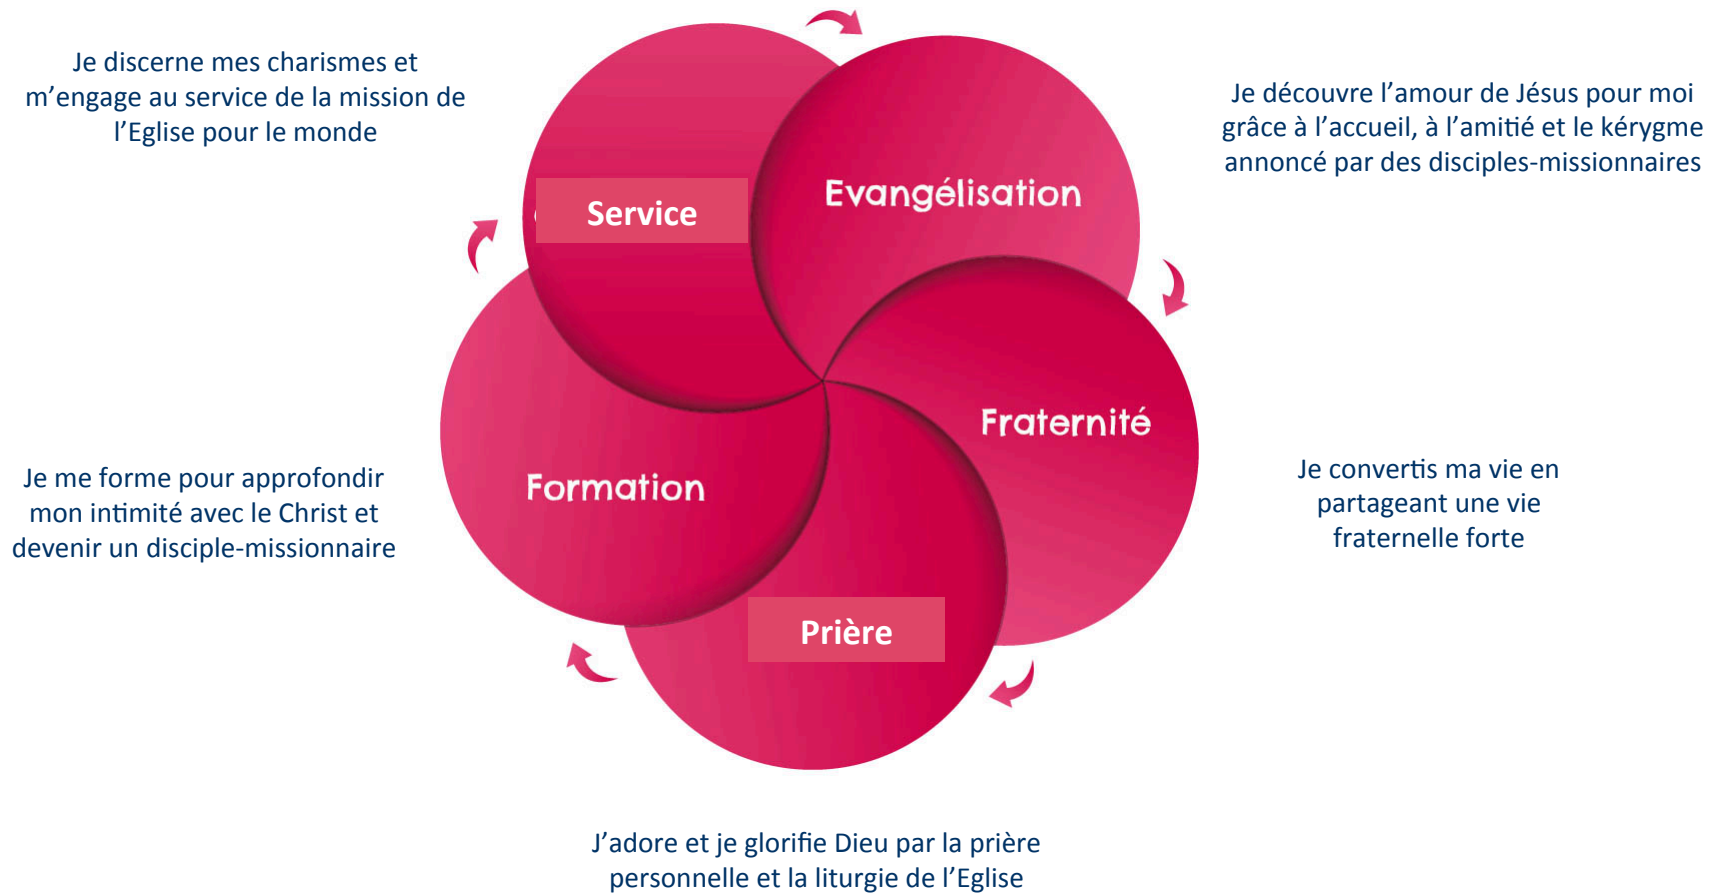 Je discerne mes charismes et
m’engage au service de la mission de
l’Eglise pour le monde
Je découvre l’amour de Jésus pour moi
grâce à l’accueil, à l’amitié et le kérygme
annoncé par des disciples-missionnaires
Service
Evangélisation
Fraternité
Formation
Prière
Je me forme pour approfondir
mon intimité avec le Christ et
devenir un disciple-missionnaire
Je convertis ma vie en
partageant une vie
fraternelle forte
J’adore et je glorifie Dieu par la prière
personnelle et la liturgie de l’Eglise